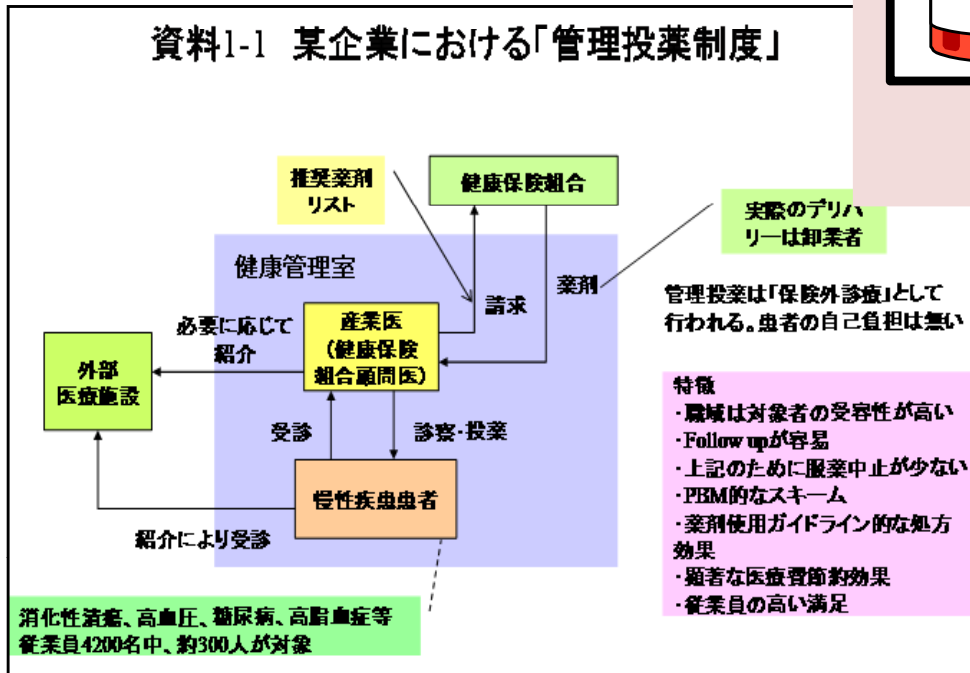 資料1-1 某企業における「管理投薬制度」
推奨薬剤
リスト
健康保険組合
実際のデリバ
リーは卸業者
健康管理室
薬剤
請求
管理投薬は「保険外診療」として
行われる。患者の自己負担は無い
必要に応じて
紹介
産業医
(健康保険
組合顧問医)
外部
医療施設
受診
診察・投薬
特徴
・職域は対象者の受容性が高い
・Follow upが容易
・上記のために服薬中止が少ない
・PBM的なスキーム
・薬剤使用ガイドライン的な処方
効果
・顕著な医療費節約効果
・従業員の高い満足
慢性疾患患者
紹介により受診
消化性潰瘍、高血圧、糖尿病、高脂血症等
従業員4200名中、約300人が対象